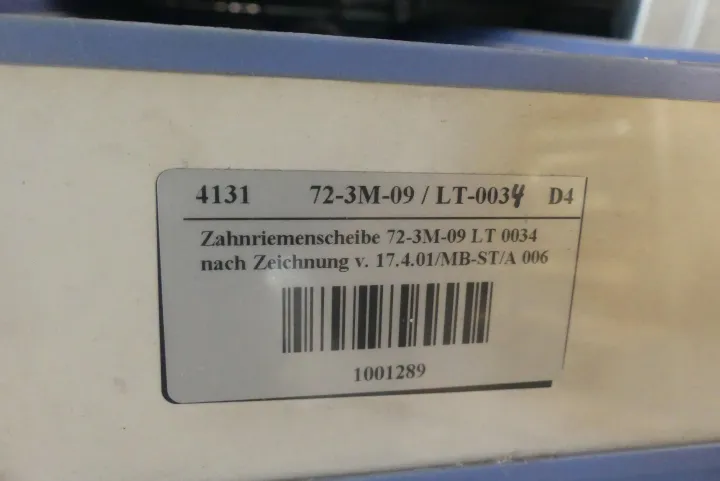 4131 72-3M-09 / LT-0034 D4
Zahnriemenscheibe 72-3M-09 LT 0034
nach Zeichnung v. 17.4.01/MB-ST/A 006
1001289